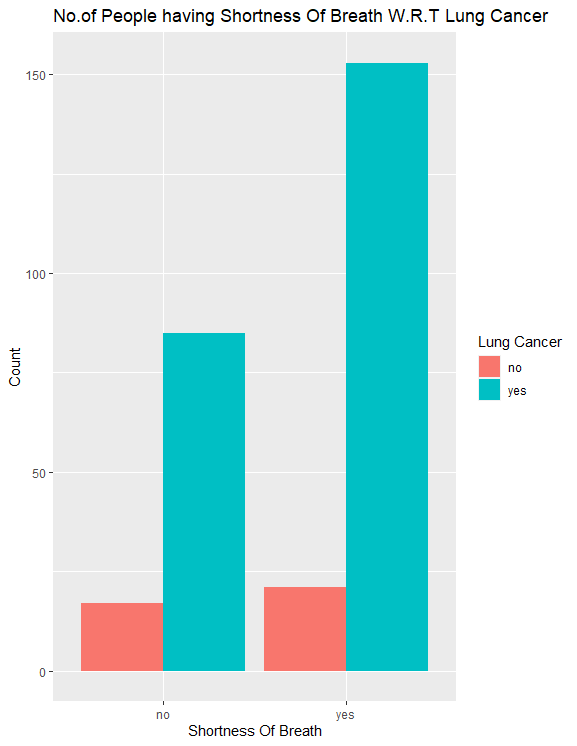 No.of People having Shortness Of Breath W.R.T Lung Cancer
150
100
50
0
Count
no
yes
Shortness Of Breath
Lung Cancer
no
yes